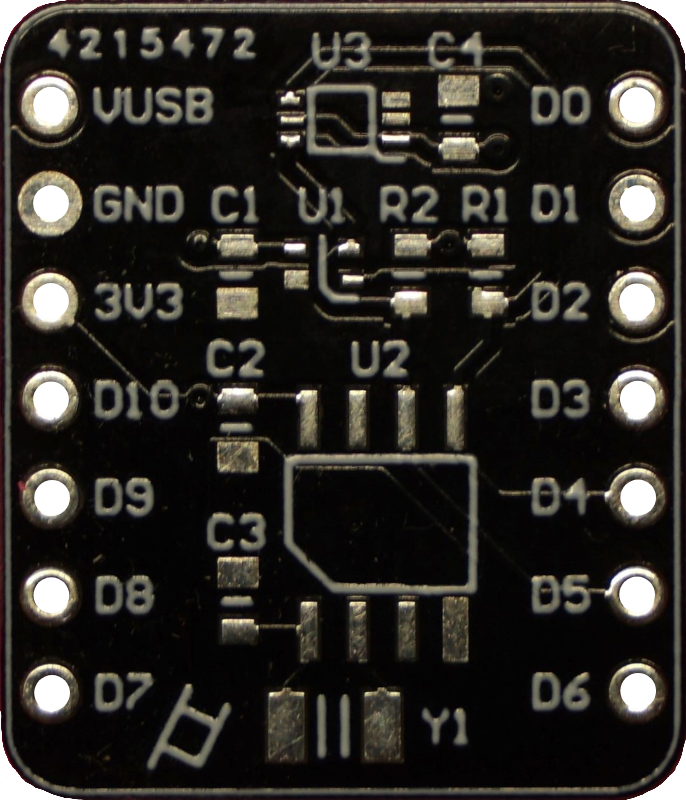 4215472 U3 C4
VUSB D0
GND C1 U1 R2 R1 D1
3V3 D2
C2 U2
D10 D3
D9 D4
C3
D8 D5
D7 Y1 D6